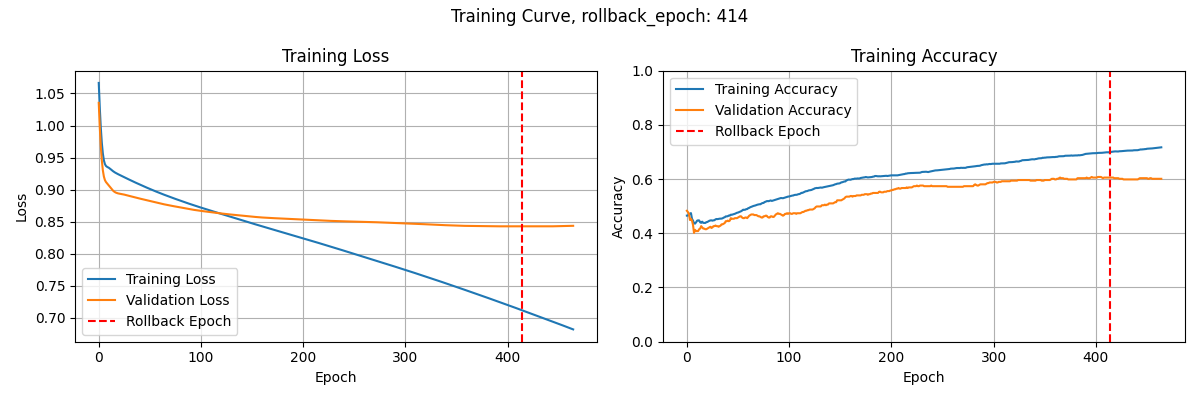 Training Curve, rollback_epoch: 414
Training Loss
1.05
1.00
0.95
0.90
0.85
0.80
0.75
0.70
Loss
Training Loss
Validation Loss
Rollback Epoch
0 100 200 300 400
Epoch
Training Accuracy
1.0
0.8
0.6
0.4
0.2
0.0
Accuracy
Training Accuracy
Validation Accuracy
Rollback Epoch
0 100 200 300 400
Epoch